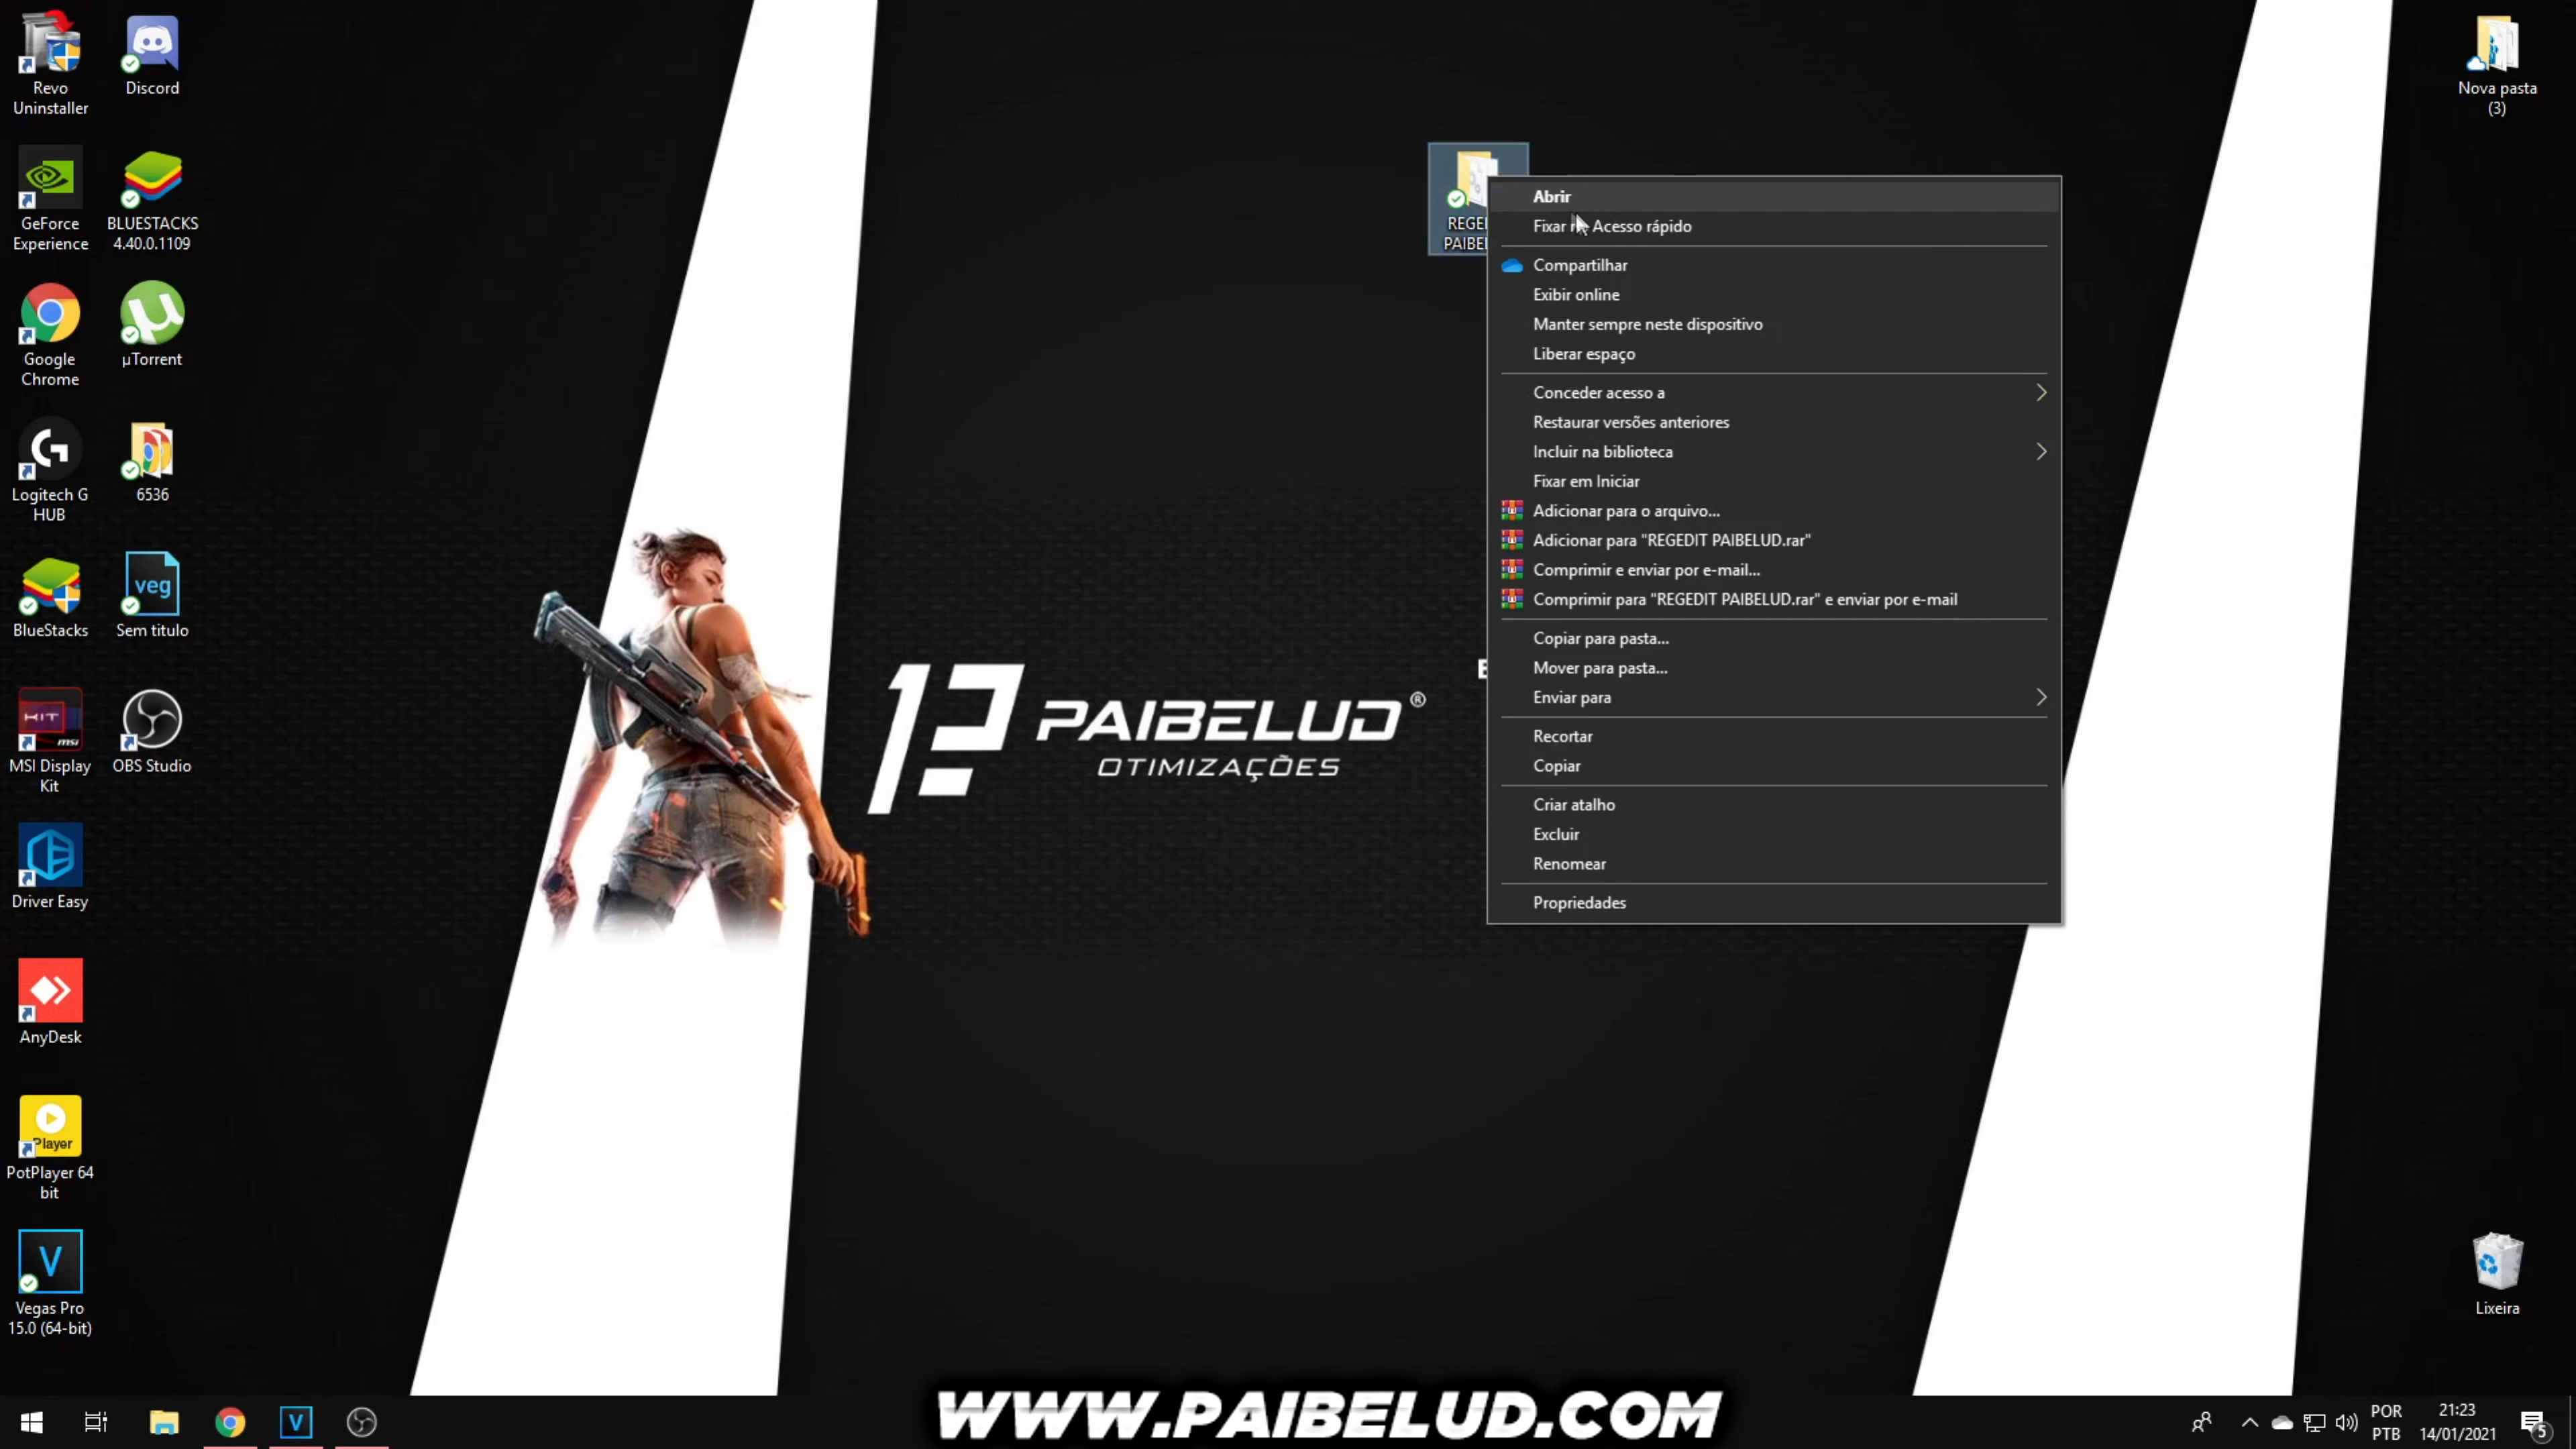 Revo
Uninstaller
Discord
GeForce
Experience
BLUESTACKS
4.40.0.1109
Google
Chrome
µTorrent
Logitech G
HUB
6536
BlueStacks
veg
Sem titulo
KIT
msi
MSI Display
Kit
OBS Studio
Driver Easy
AnyDesk
Player
PotPlayer 64
bit
V
Vegas Pro
15.0 (64-bit)
PAIBELUD®
OTIMIZAÇÕES
Abrir
Fixar Acesso rápido
Compartilhar
Exibir online
Manter sempre neste dispositivo
Liberar espaço
Conceder acesso a
Restaurar versões anteriores
Incluir na biblioteca
Fixar em Iniciar
Adicionar para o arquivo...
Adicionar para "REGEDIT PAIBELUD.rar"
Comprimir e enviar por e-mail...
Comprimir para "REGEDIT PAIBELUD.rar" e enviar por e-mail
Copiar para pasta...
Mover para pasta...
Enviar para
Recortar
Copiar
Criar atalho
Excluir
Renomear
Propriedades
Nova pasta
(3)
Lixeira
WWW.PAIBELUD.COM
V
POR
PTB
21:23
14/01/2021
5